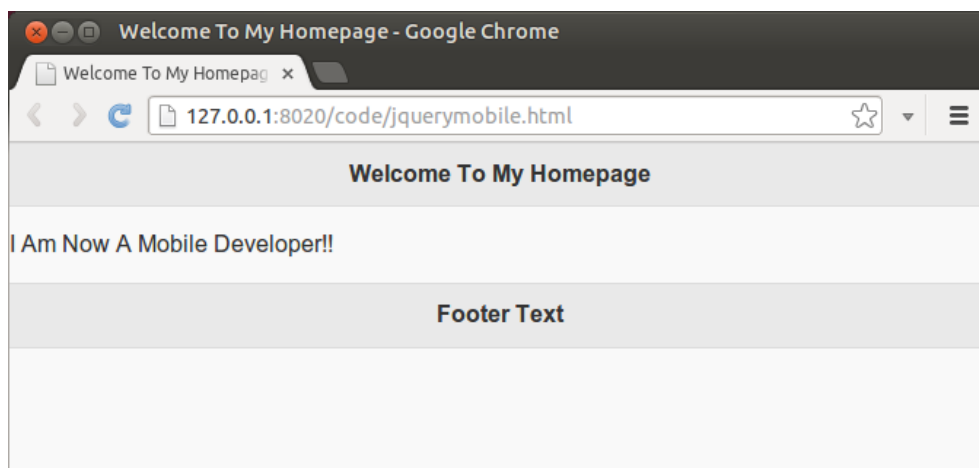 Welcome To My Homepage - Google Chrome
Welcome To My Homepag
127.0.0.1:8020/code/jquerymobile.html
Welcome To My Homepage
I Am Now A Mobile Developer!!
Footer Text